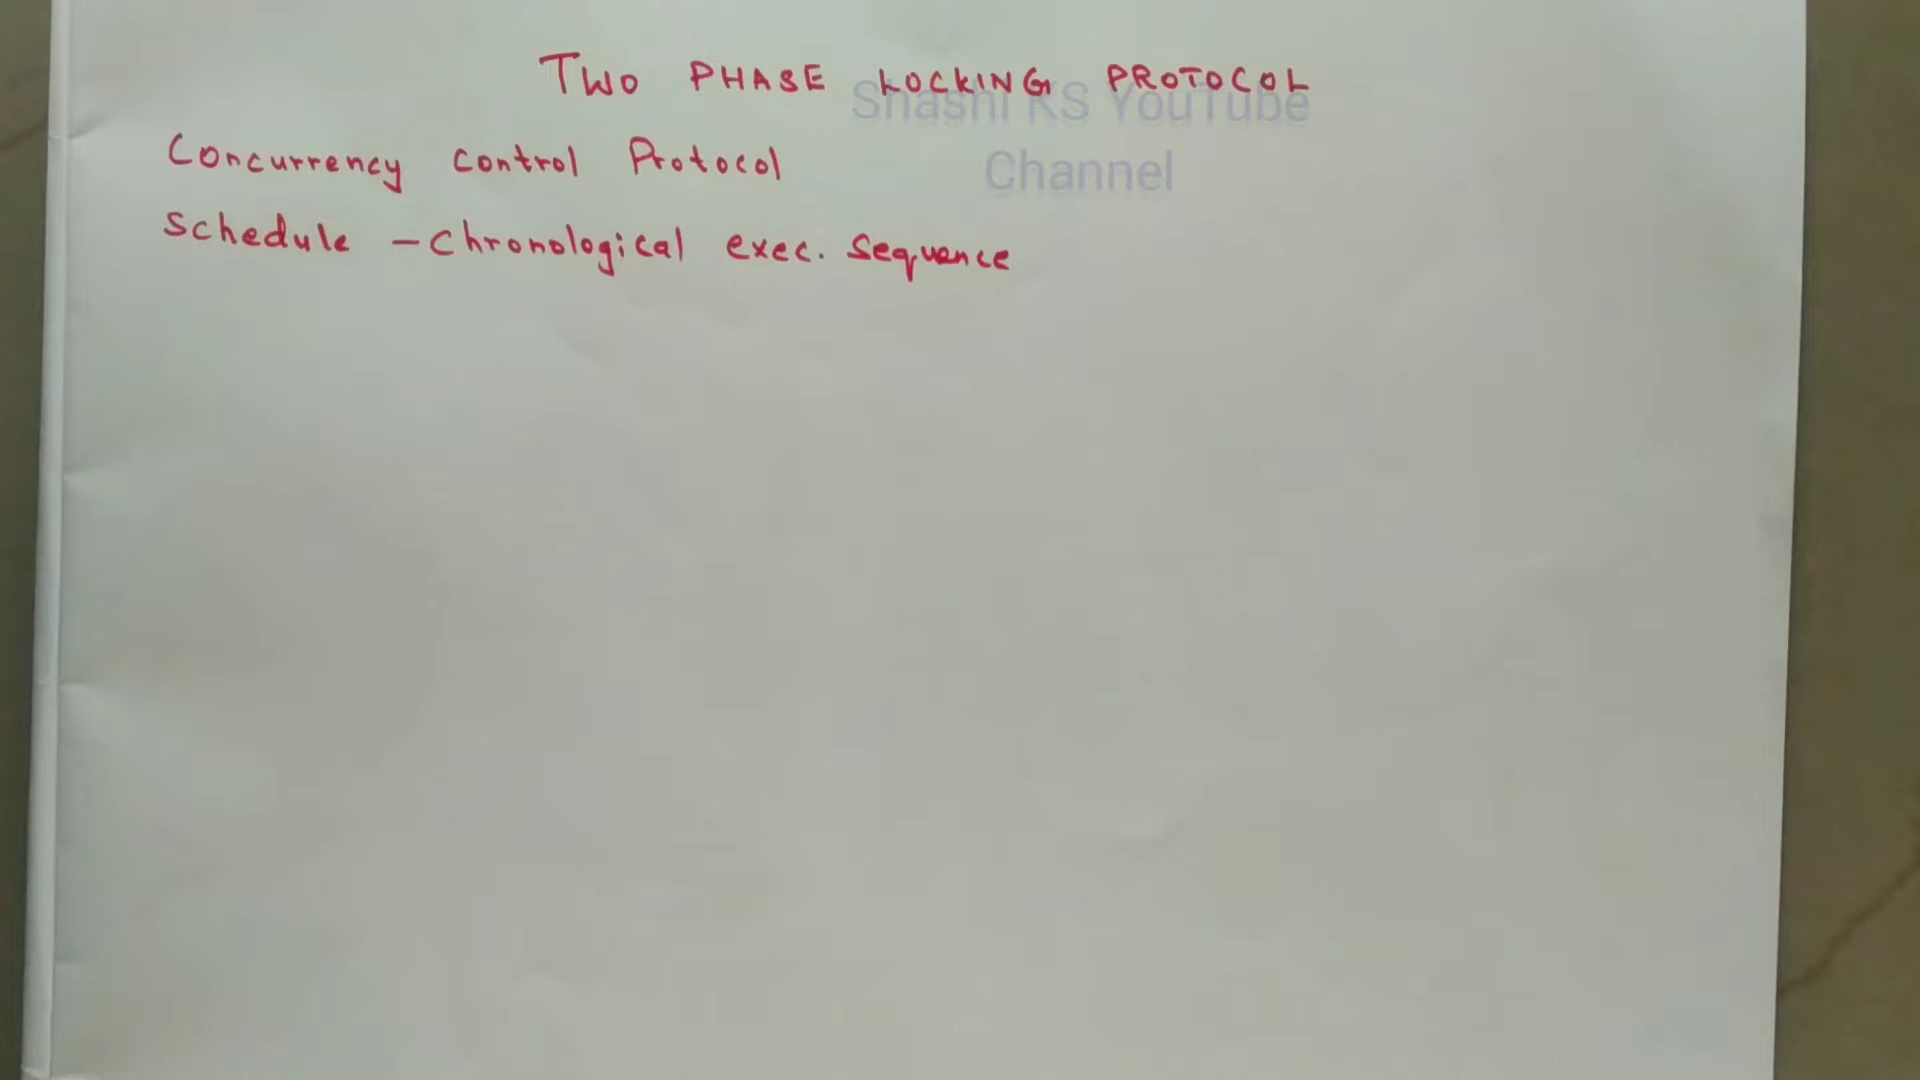 TWO PHASE LOCKING PROTOCOL
Shashi KS YouTube
Channel
Concurrency control Protocol
Schedule - Chronological exec. Sequence